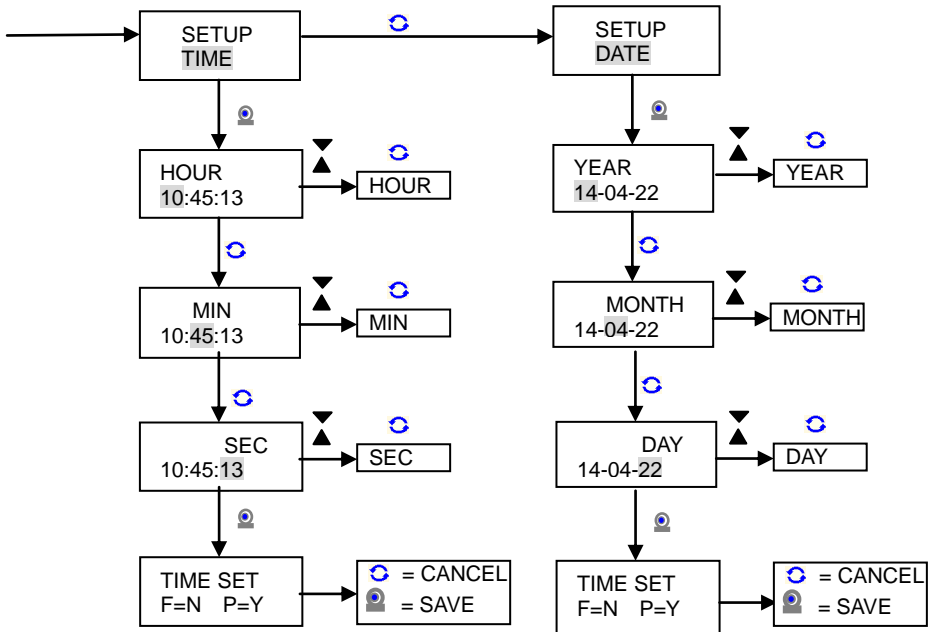 SETUP
TIME
HOUR
10:45:13
HOUR
MIN
10:45:13
MIN
SEC
10:45:13
SEC
TIME SET
F=N P=Y
= CANCEL
= SAVE
SETUP
DATE
YEAR
14-04-22
YEAR
MONTH
14-04-22
MONTH
DAY
14-04-22
DAY
TIME SET
F=N P=Y
= CANCEL
= SAVE